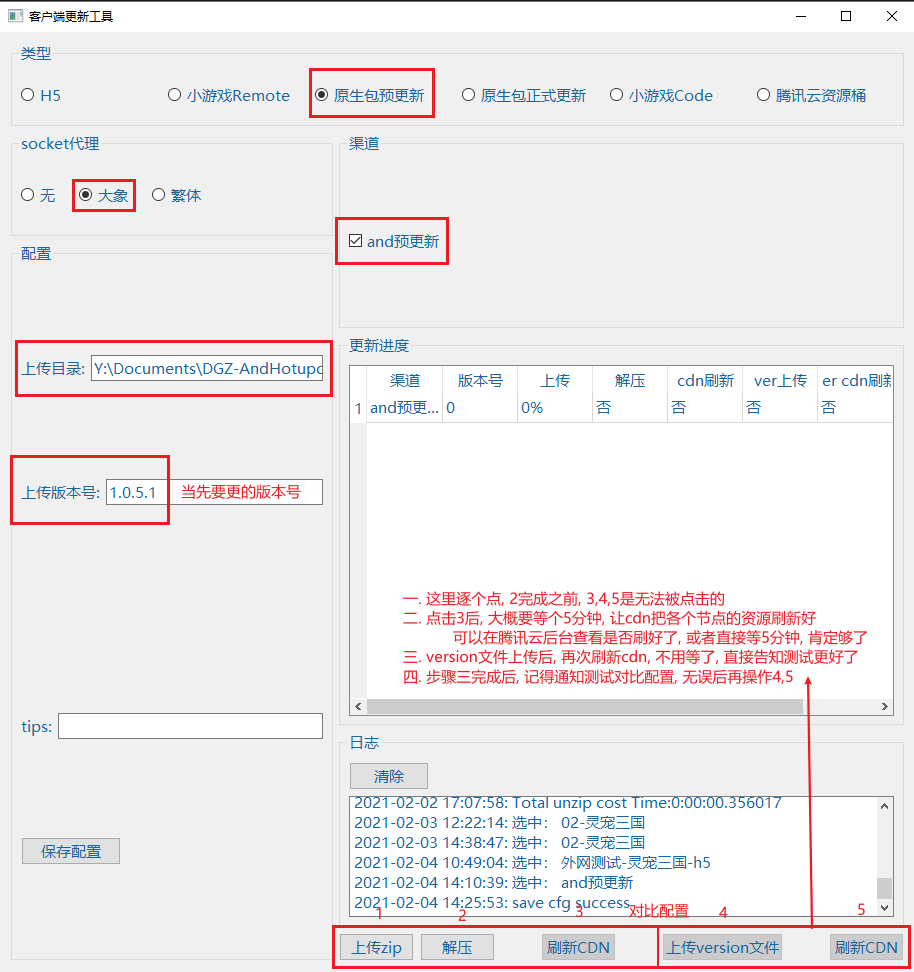 客户端更新工具
类型
H5 小游戏Remote 原生包预更新 原生包正式更新 小游戏Code 腾讯云资源桶
socket代理
无 大象 繁体
渠道
and预更新
配置
上传目录: Y:\Documents\DGZ-AndHotup
上传版本号: 1.0.5.1 当先要更的版本号
tips:
保存配置
更新进度
渠道 版本号 上传 解压 cdn刷新 ver上传 er cdn刷新
1 and预更... 0 0% 否 否 否 否
一. 这里逐个点, 2完成之前, 3,4,5是无法被点击的
二. 点击3后, 大概要等个5分钟, 让cdn把各个节点的资源刷新好
可以在腾讯云后台查看是否刷好了, 或者直接等5分钟, 肯定够了
三. version文件上传后, 再次刷新cdn, 不用等了, 直接告知测试更好了
四. 步骤三完成后, 记得通知测试对比配置, 无误后再操作4,5
日志
清除
2021-02-02 17:07:58: Total unzip cost Time:0:00:00.356017
2021-02-03 12:22:14: 选中: 02-灵宠三国
2021-02-03 14:38:47: 选中: 02-灵宠三国
2021-02-04 10:49:04: 选中: 外网测试-灵宠三国-h5
2021-02-04 14:10:39: 选中: and预更新
2021-02-04 14:25:53: save cfg success
1 2 3 对比配置 4 5
上传zip 解压 刷新CDN 上传version文件 刷新CDN